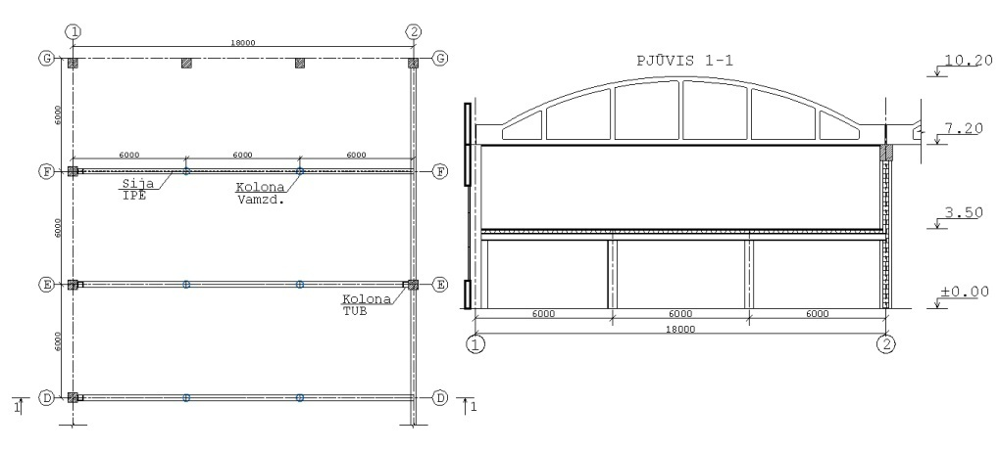 1
2
18000
G
G
6000
6000
6000
6000
F
F
Sija
IPE
Kolona
Vamzd.
6000
E
E
Kolona
TUB
6000
D
D
1
1
PJŪVIS 1-1
10.20
7.20
3.50
±0.00
6000
6000
6000
18000
1
2